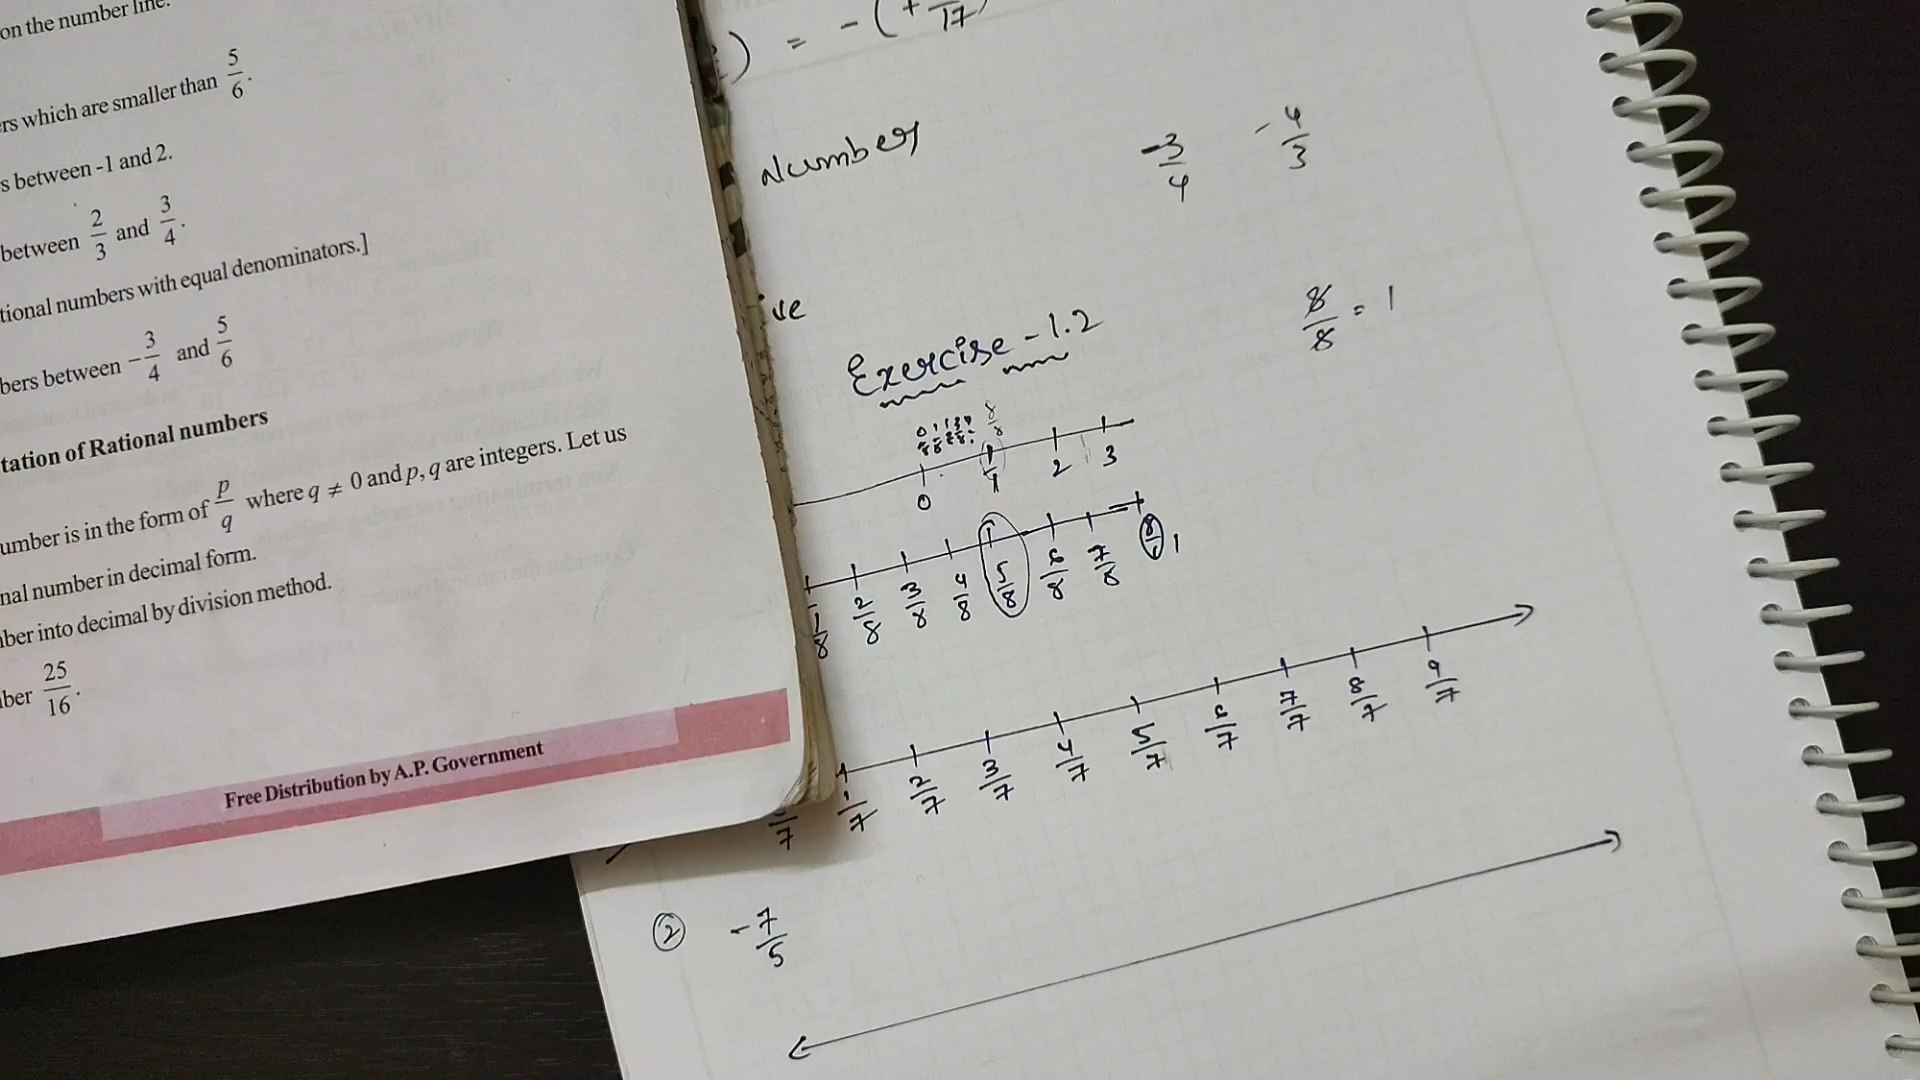 on the number line.
rs which are smaller than 5/6.
s between -1 and 2.
between 2/3 and 3/4.
tional numbers with equal denominators.]
bers between -3/4 and 5/6
tation of Rational numbers
umber is in the form of p/q where q ≠ 0 and p, q are integers. Let us
nal number in decimal form.
ber into decimal by division method.
ber 25/16.
Free Distribution by A.P. Government
) = -(+ /17)
Number
-3/4 -4/3
ive
8/8 = 1
Exercise - 1.2
8/8
0 1 2 3
1/8 2/8 3/8 4/8 5/8 6/8 7/8 1
/7 1/7 2/7 3/7 4/7 5/7 6/7 7/7 8/7 9/7
2 -7/5